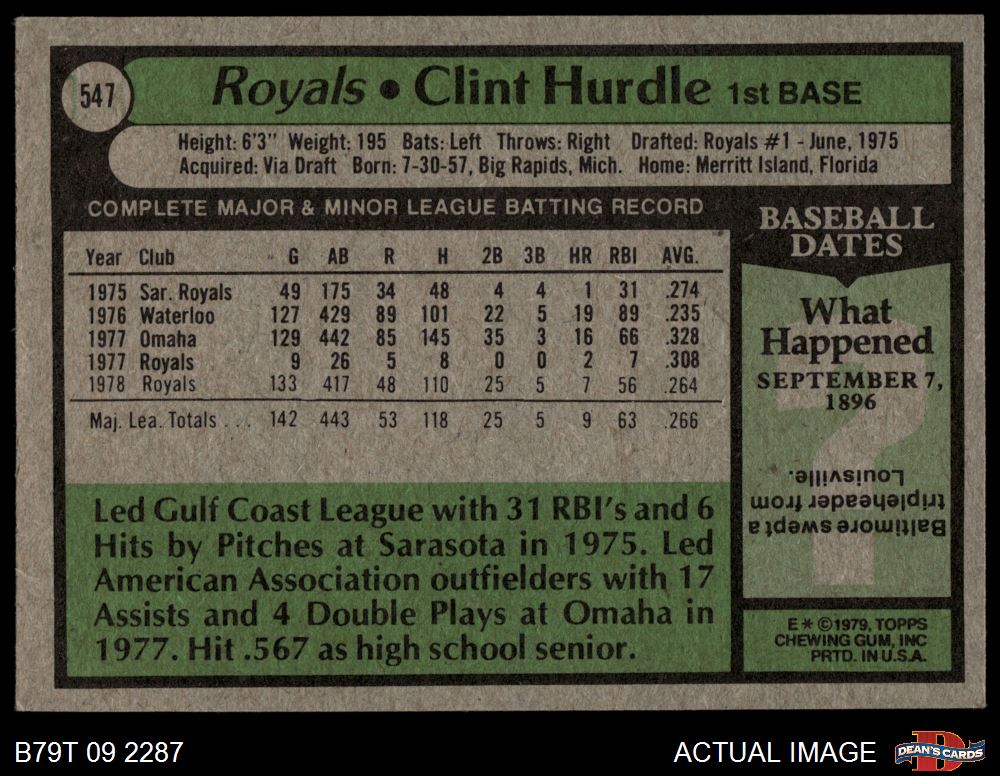 547
Royals • Clint Hurdle 1st BASE
Height: 6'3" Weight: 195 Bats: Left Throws: Right Drafted: Royals #1 - June, 1975
Acquired: Via Draft Born: 7-30-57, Big Rapids, Mich. Home: Merritt Island, Florida
COMPLETE MAJOR & MINOR LEAGUE BATTING RECORD
Year Club G AB R H 2B 3B HR RBI AVG.
1975 Sar. Royals 49 175 34 48 4 4 1 31 .274
1976 Waterloo 127 429 89 101 22 5 19 89 .235
1977 Omaha 129 442 85 145 35 3 16 66 .328
1977 Royals 9 26 5 8 0 0 2 7 .308
1978 Royals 133 417 48 110 25 5 7 56 .264
Maj. Lea. Totals . . . 142 443 53 118 25 5 9 63 .266
Led Gulf Coast League with 31 RBI's and 6
Hits by Pitches at Sarasota in 1975. Led
American Association outfielders with 17
Assists and 4 Double Plays at Omaha in
1977. Hit .567 as high school senior.
BASEBALL
DATES
What
Happened
SEPTEMBER 7,
1896
?
Baltimore swept a
tripleheader from
Louisville.
E * ©1979, TOPPS
CHEWING GUM, INC
PRTD. IN U.S.A.
B79T 09 2287
ACTUAL IMAGE
D
DEAN'S CARDS